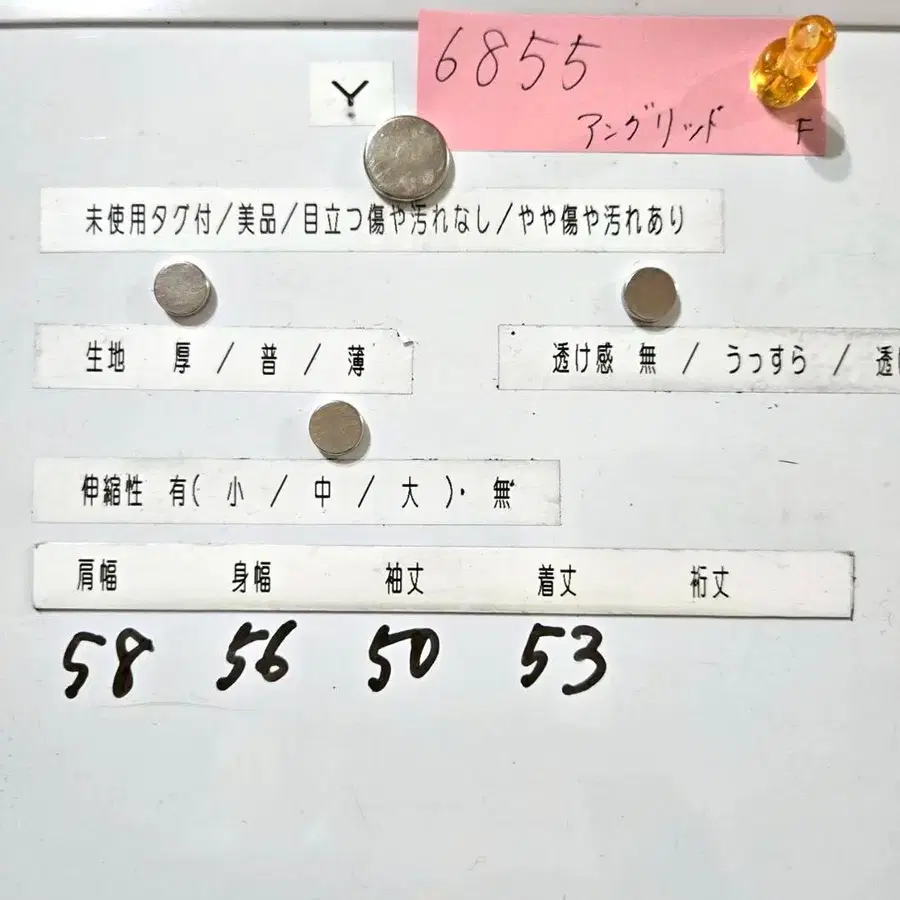 6855
Y
アングリッド F
未使用タグ付/美品/目立つ傷や汚れなし/やや傷や汚れあり
生地 厚 / 普 / 薄
透け感 無 / うっすら / 透け
伸縮性 有( 小 / 中 / 大 )・ 無
肩幅 身幅 袖丈 着丈 裄丈
58 56 50 53